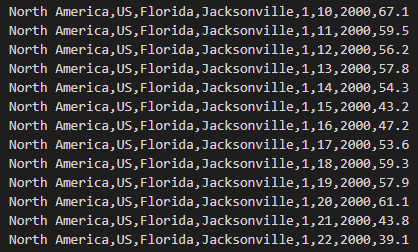 North America,US,Florida,Jacksonville,1,10,2000,67.1
North America,US,Florida,Jacksonville,1,11,2000,59.5
North America,US,Florida,Jacksonville,1,12,2000,56.2
North America,US,Florida,Jacksonville,1,13,2000,57.8
North America,US,Florida,Jacksonville,1,14,2000,54.3
North America,US,Florida,Jacksonville,1,15,2000,43.2
North America,US,Florida,Jacksonville,1,16,2000,47.2
North America,US,Florida,Jacksonville,1,17,2000,53.6
North America,US,Florida,Jacksonville,1,18,2000,59.3
North America,US,Florida,Jacksonville,1,19,2000,57.9
North America,US,Florida,Jacksonville,1,20,2000,61.1
North America,US,Florida,Jacksonville,1,21,2000,43.8
North America,US,Florida,Jacksonville,1,22,2000,39.1